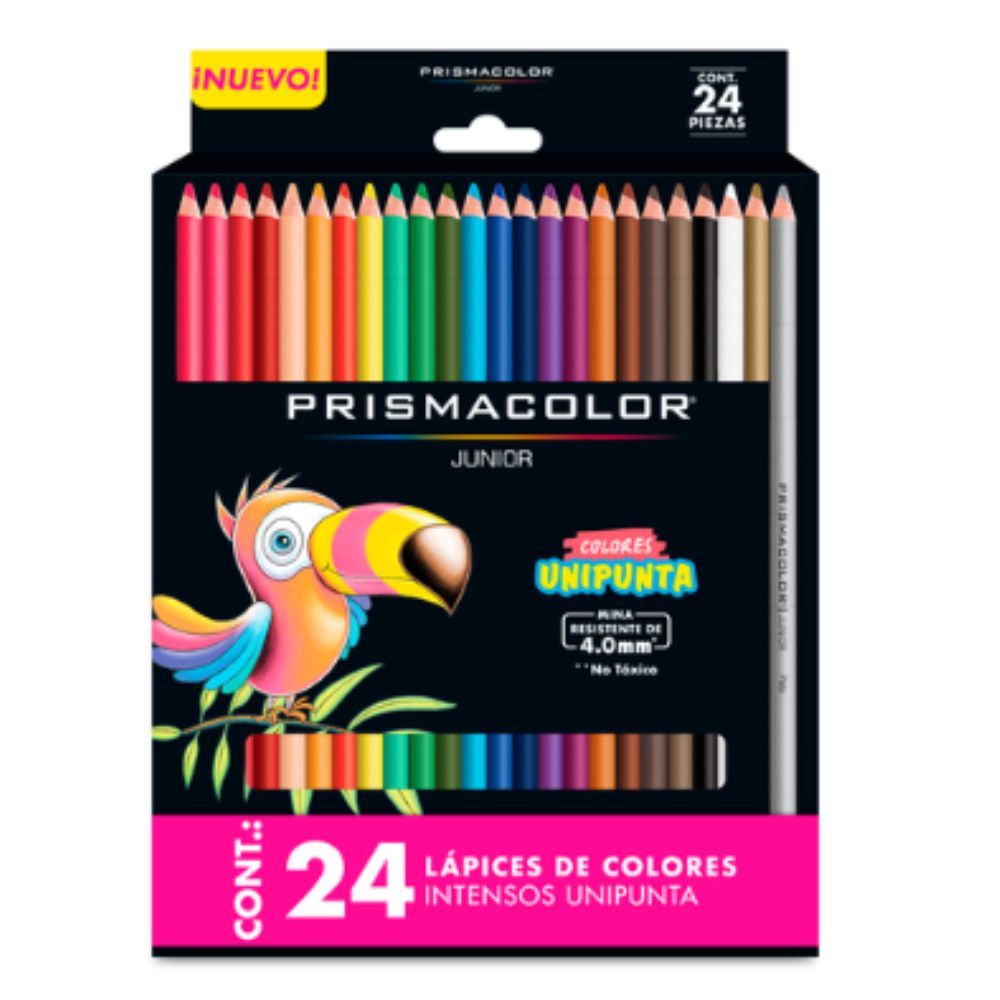 ¡NUEVO!
PRISMACOLOR
JUNIOR
CONT.
24
PIEZAS
PRISMACOLOR®
JUNIOR
COLORES
UNIPUNTA
MINA
RESISTENTE DE
4.0mm*
**No Tóxico
PRISMACOLOR JUNIOR
CONT.:
24
LÁPICES DE COLORES
INTENSOS UNIPUNTA